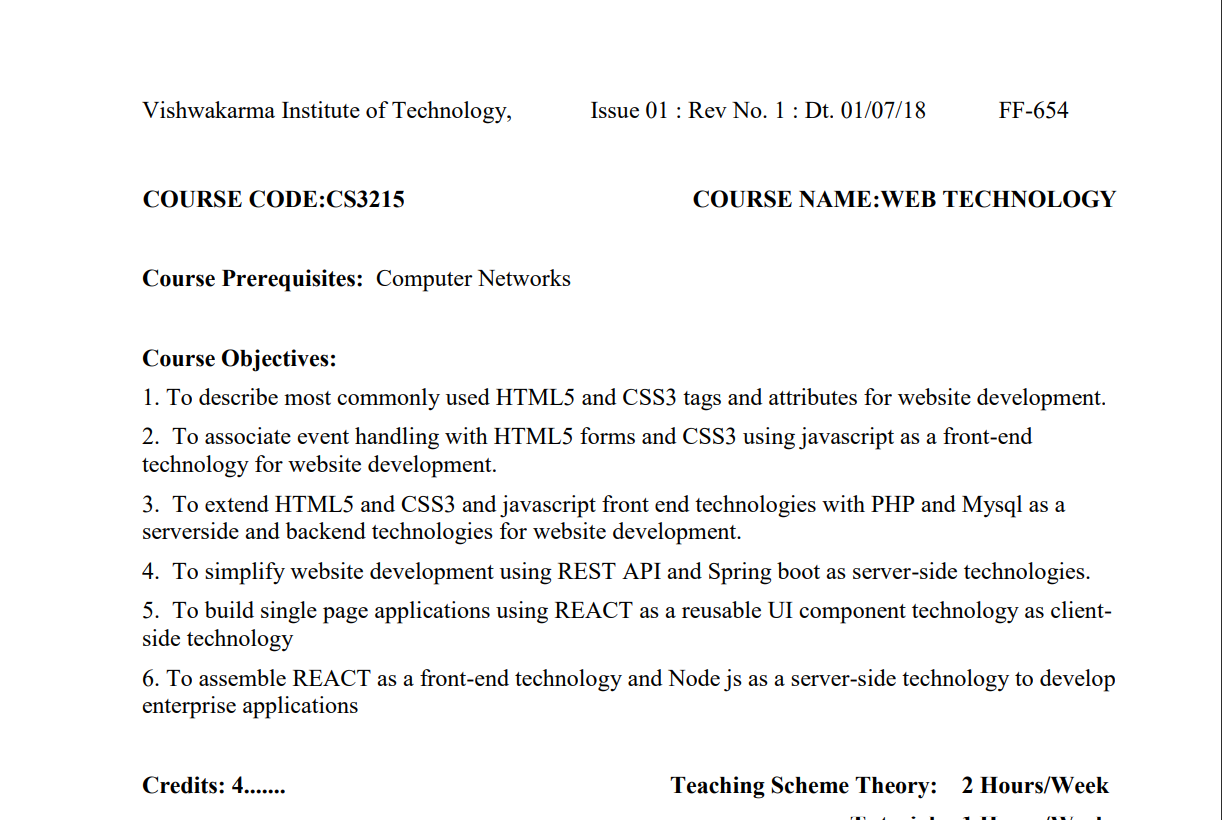 Vishwakarma Institute of Technology, Issue 01 : Rev No. 1 : Dt. 01/07/18 FF-654
COURSE CODE:CS3215 COURSE NAME:WEB TECHNOLOGY
Course Prerequisites: Computer Networks
Course Objectives:
1. To describe most commonly used HTML5 and CSS3 tags and attributes for website development.
2. To associate event handling with HTML5 forms and CSS3 using javascript as a front-end
technology for website development.
3. To extend HTML5 and CSS3 and javascript front end technologies with PHP and Mysql as a
serverside and backend technologies for website development.
4. To simplify website development using REST API and Spring boot as server-side technologies.
5. To build single page applications using REACT as a reusable UI component technology as client-
side technology
6. To assemble REACT as a front-end technology and Node js as a server-side technology to develop
enterprise applications
Credits: 4....... Teaching Scheme Theory: 2 Hours/Week